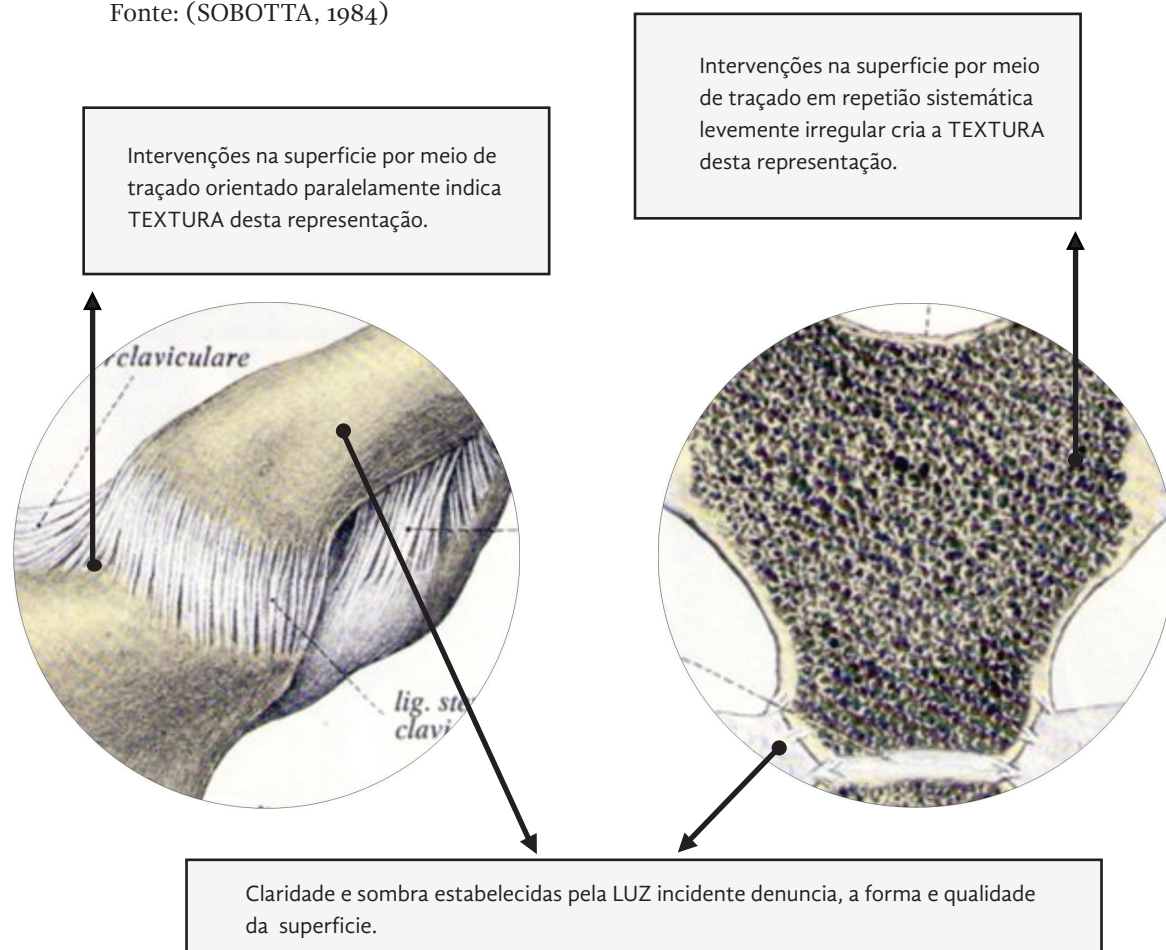 Fonte: (SOBOTTA, 1984)
Intervenções na superficie por meio
de traçado em repetião sistemática
levemente irregular cria a TEXTURA
desta representação.
Intervenções na superficie por meio de
traçado orientado paralelamente indica
TEXTURA desta representação.
rclaviculare
lig. ste
clavi
Claridade e sombra estabelecidas pela LUZ incidente denuncia, a forma e qualidade
da superficie.